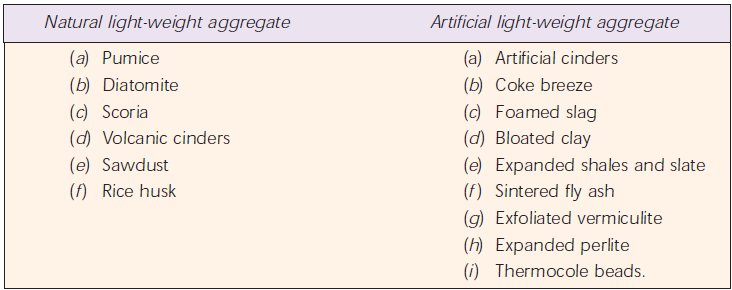 Natural light-weight aggregate Artificial light-weight aggregate
(a) Pumice (a) Artificial cinders
(b) Diatomite (b) Coke breeze
(c) Scoria (c) Foamed slag
(d) Volcanic cinders (d) Bloated clay
(e) Sawdust (e) Expanded shales and slate
(f) Rice husk (f) Sintered fly ash
(g) Exfoliated vermiculite
(h) Expanded perlite
(i) Thermocole beads.